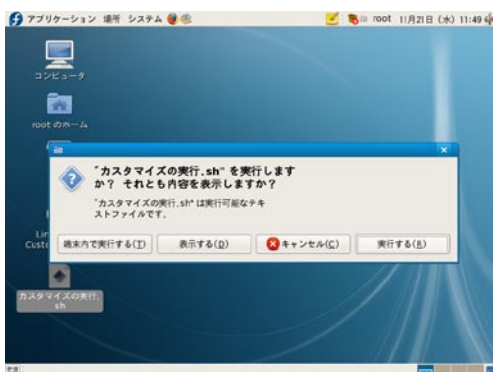 アプリケーション 場所 システム
root 11月21日 (水) 11:49
コンピュータ
root のホーム
"カスタマイズの実行.sh" を実行します
か? それとも内容を表示しますか?
"カスタマイズの実行.sh" は実行可能なテキ
ストファイルです。
端末内で実行する(T)
表示する(D)
キャンセル(C)
実行する(R)
Lin
Custo
カスタマイズの実行.
sh